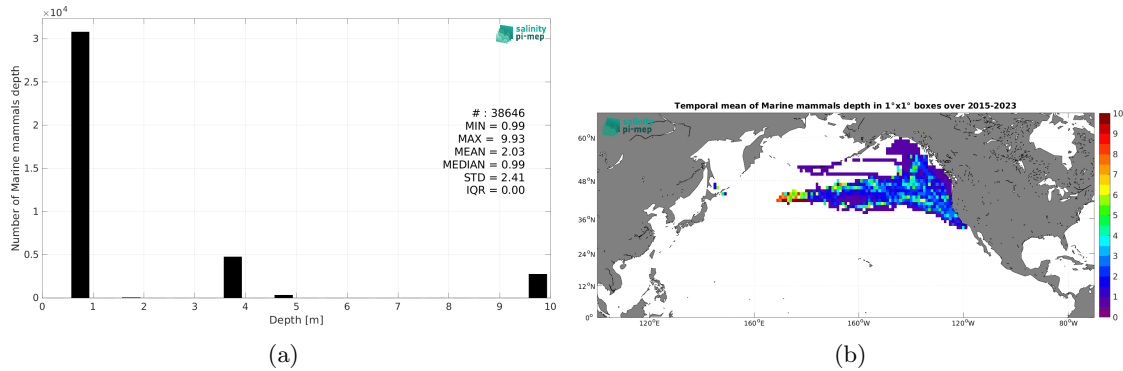 ×10⁴
salinity
pi-mep
3
2.5
2
1.5
1
0.5
0
Number of Marine mammals depth
# : 38646
MIN = 0.99
MAX = 9.93
MEAN = 2.03
MEDIAN = 0.99
STD = 2.41
IQR = 0.00
0 1 2 3 4 5 6 7 8 9 10
Depth [m]
(a)
Temporal mean of Marine mammals depth in 1°x1° boxes over 2015-2023
salinity
pi-mep
60°N
48°N
36°N
24°N
12°N
0°
120°E 160°E 160°W 120°W 80°W
10
9
8
7
6
5
4
3
2
1
0
(b)